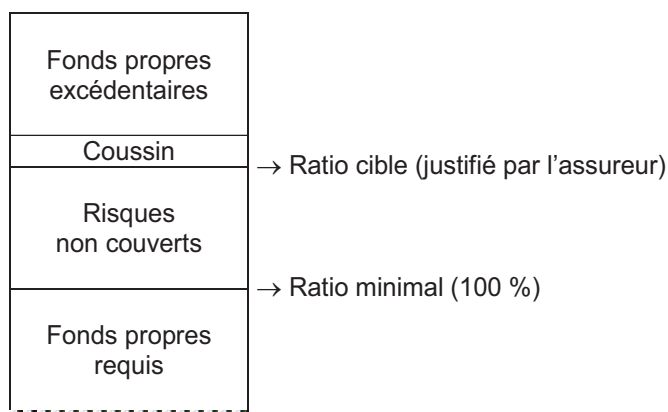 Fonds propres
excédentaires
Coussin
→ Ratio cible (justifié par l’assureur)
Risques
non couverts
→ Ratio minimal (100 %)
Fonds propres
requis